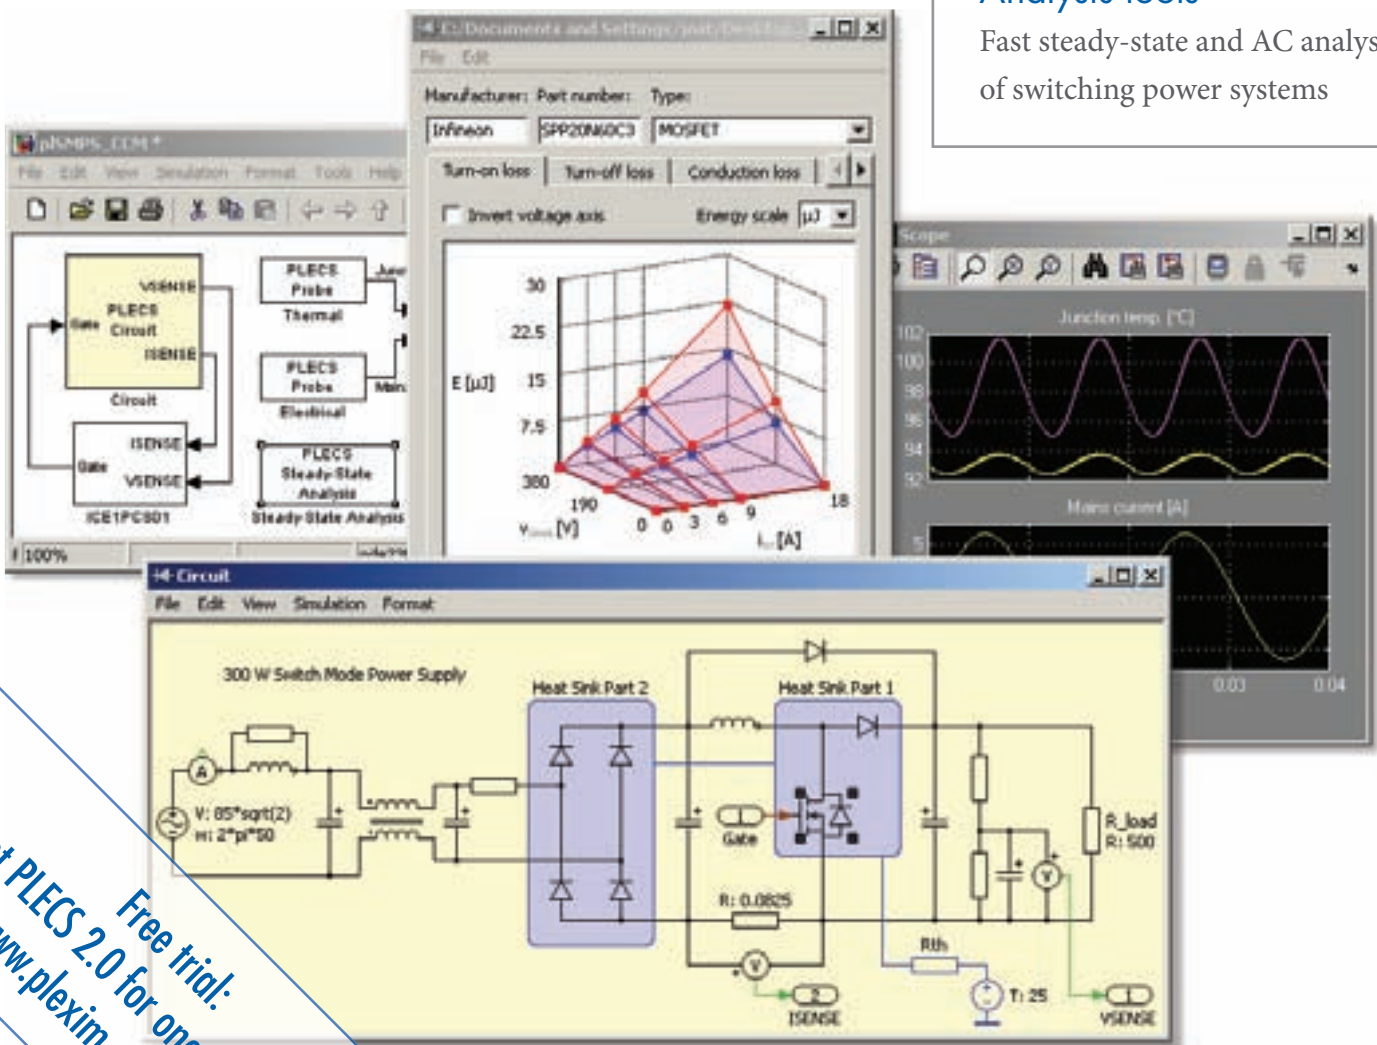 Analysis tools
Fast steady-state and AC analys
of switching power systems
C:/Documents and Settings/
File Edit
Manufacturer: Part number: Type:
Infineon SPP20N60C3 MOSFET
Turn-on loss Turn-off loss Conduction loss
Invert voltage axis Energy scale µJ
E [µJ]
30
22.5
15
7.5
380
190
0
0 3 6 9 18
[V]
[A]
plSMPS_CCM *
File Edit View Simulation Format Tools Help
VSENSE
PLECS
Gate Circuit
ISENSE
Circuit
ISENSE
Gate
VSENSE
ICE1PCS01
PLECS
Probe
Thermal
PLECS
Probe
Electrical
PLECS
Steady-State
Analysis
Steady-State Analysis
100%
Scope
Junction temp. [°C]
102
100
98
96
94
92
Mains current [A]
5
0.03 0.04
Circuit
File Edit View Simulation Format
300 W Switch Mode Power Supply
Heat Sink Part 2
Heat Sink Part 1
A
V: 85*sqrt(2)
w: 2*pi*50
1
Gate
R: 0.0825
V
2
ISENSE
Rth
T: 25
V
R_load
R: 500
1
VSENSE
Free trial:
t PLECS 2.0 for one
ww.plexim